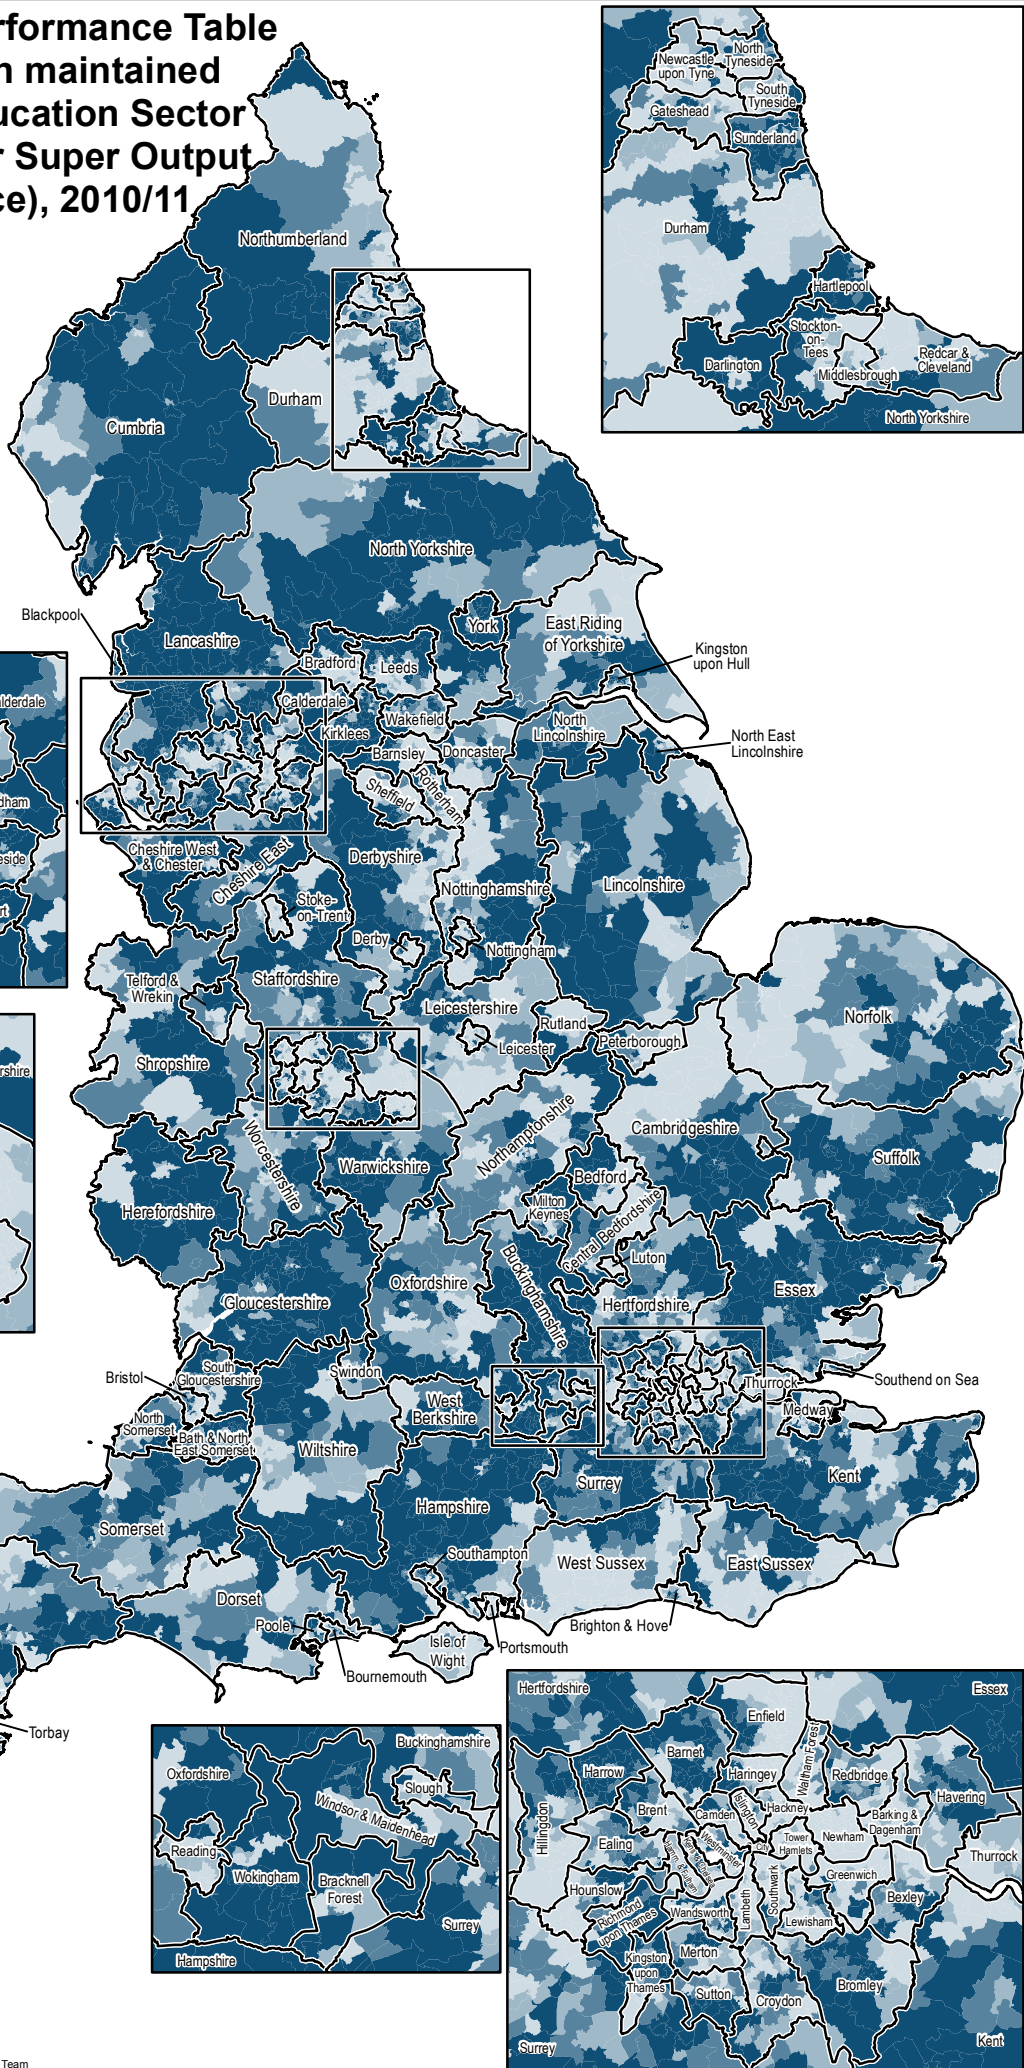 rformance Table
n maintained
ucation Sector
r Super Output
ce), 2010/11
Newcastle
upon Tyne
North
Tyneside
South
Tyneside
Gateshead
Sunderland
Durham
Hartlepool
Stockton-
on-
Tees
Darlington
Middlesbrough
Redcar &
Cleveland
North Yorkshire
Northumberland
Durham
Cumbria
North Yorkshire
Blackpool
Lancashire
York
East Riding
of Yorkshire
Kingston
upon Hull
Bradford
Leeds
Calderdale
Kirklees
Wakefield
North
Lincolnshire
North East
Lincolnshire
Barnsley
Doncaster
Sheffield
Rotherham
alderdale
dham
eside
rt
Cheshire West
& Chester
Cheshire East
Derbyshire
Nottinghamshire
Lincolnshire
Stoke-
on-Trent
Derby
Nottingham
Telford &
Wrekin
Staffordshire
Leicestershire
Rutland
Leicester
Peterborough
Norfolk
Shropshire
rshire
Worcestershire
Warwickshire
Northamptonshire
Cambridgeshire
Suffolk
Herefordshire
Bedford
Milton
Keynes
Central Bedfordshire
Luton
Buckinghamshire
Oxfordshire
Gloucestershire
Hertfordshire
Essex
South
Gloucestershire
Swindon
Bristol
Thurrock
Southend on Sea
North
Somerset
Bath & North
East Somerset
West
Berkshire
Medway
Wiltshire
Surrey
Kent
Hampshire
Somerset
Southampton
West Sussex
East Sussex
Dorset
Poole
Isle of
Wight
Portsmouth
Brighton & Hove
Bournemouth
Torbay
Buckinghamshire
Oxfordshire
Slough
Windsor & Maidenhead
Reading
Wokingham
Bracknell
Forest
Surrey
Hampshire
Hertfordshire
Essex
Enfield
Barnet
Harrow
Haringey
Waltham Forest
Redbridge
Havering
Hillingdon
Brent
Camden
Islington
Hackney
Barking &
Dagenham
Ealing
Westminster
City
Tower
Hamlets
Newham
Thurrock
Hounslow
Greenwich
Bexley
Richmond
upon Thames
Wandsworth
Lambeth
Southwark
Lewisham
Kingston
upon
Thames
Merton
Sutton
Croydon
Bromley
Surrey
Kent
Team